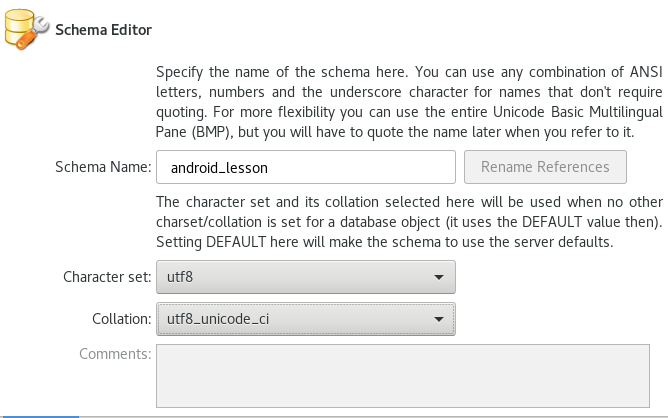 Schema Editor
Specify the name of the schema here. You can use any combination of ANSI
letters, numbers and the underscore character for names that don't require
quoting. For more flexibility you can use the entire Unicode Basic Multilingual
Pane (BMP), but you will have to quote the name later when you refer to it.
Schema Name: android_lesson Rename References
The character set and its collation selected here will be used when no other
charset/collation is set for a database object (it uses the DEFAULT value then).
Setting DEFAULT here will make the schema to use the server defaults.
Character set: utf8
Collation: utf8_unicode_ci
Comments: